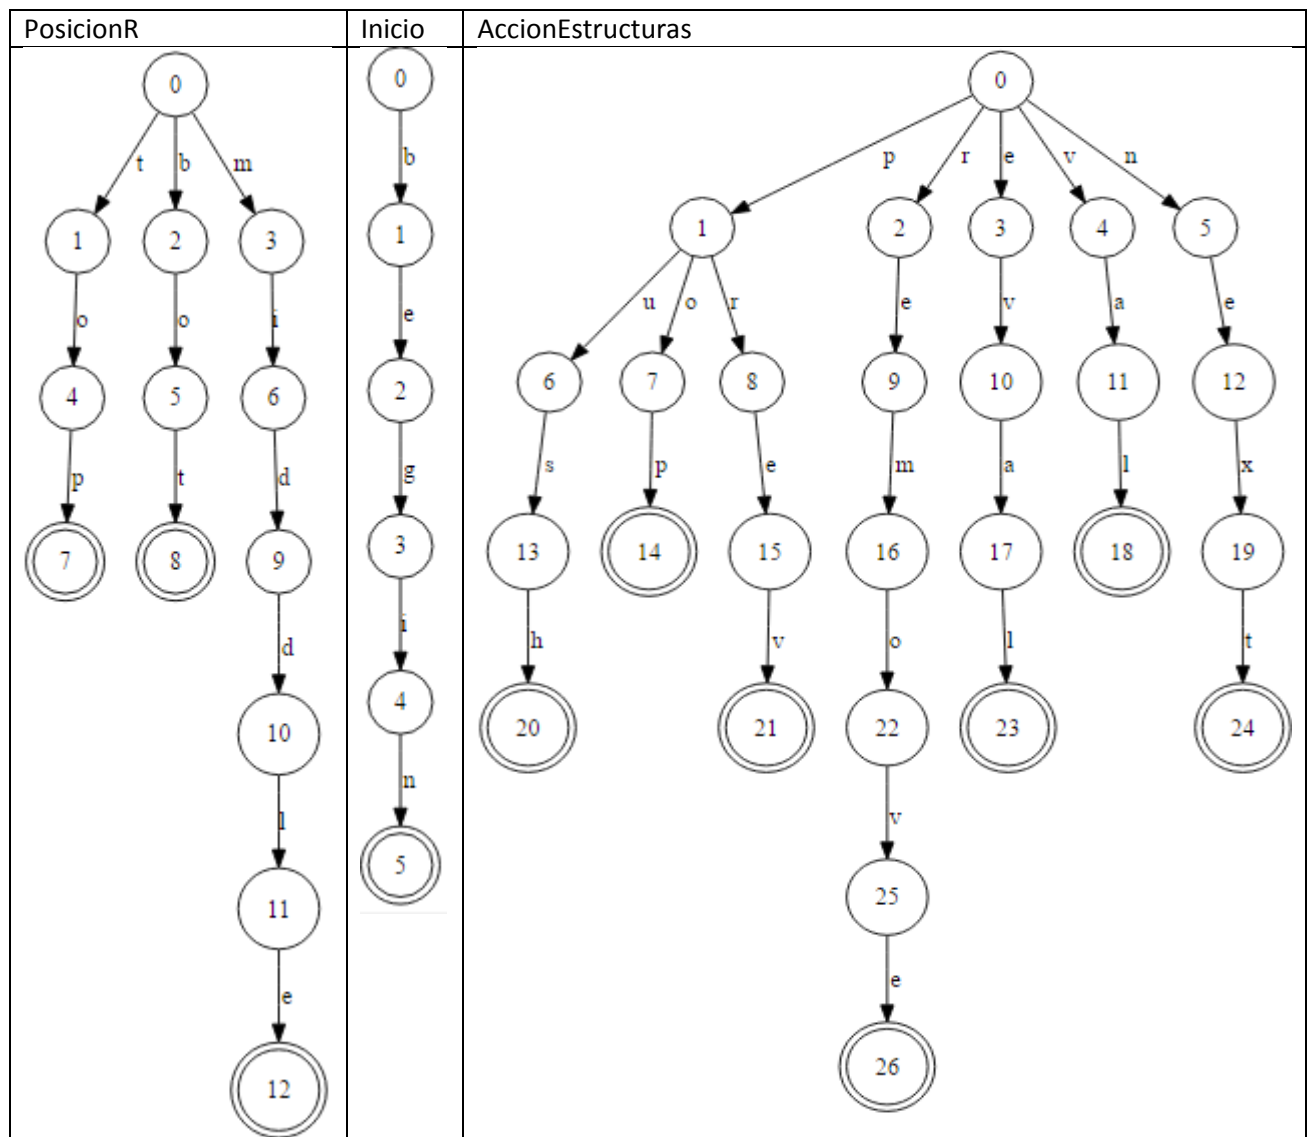 PosicionR Inicio AccionEstructuras
0 0 0
t b m b p r e v n
1 2 3 1 1 2 3 4 5
o o i e u o r e v a e
4 5 6 2 6 7 8 9 10 11 12
p t d g s p e m a l x
7 8 9 3 13 14 15 16 17 18 19
d i h v o l t
10 4 20 21 22 23 24
l n v
11 5 25
e e
12 26